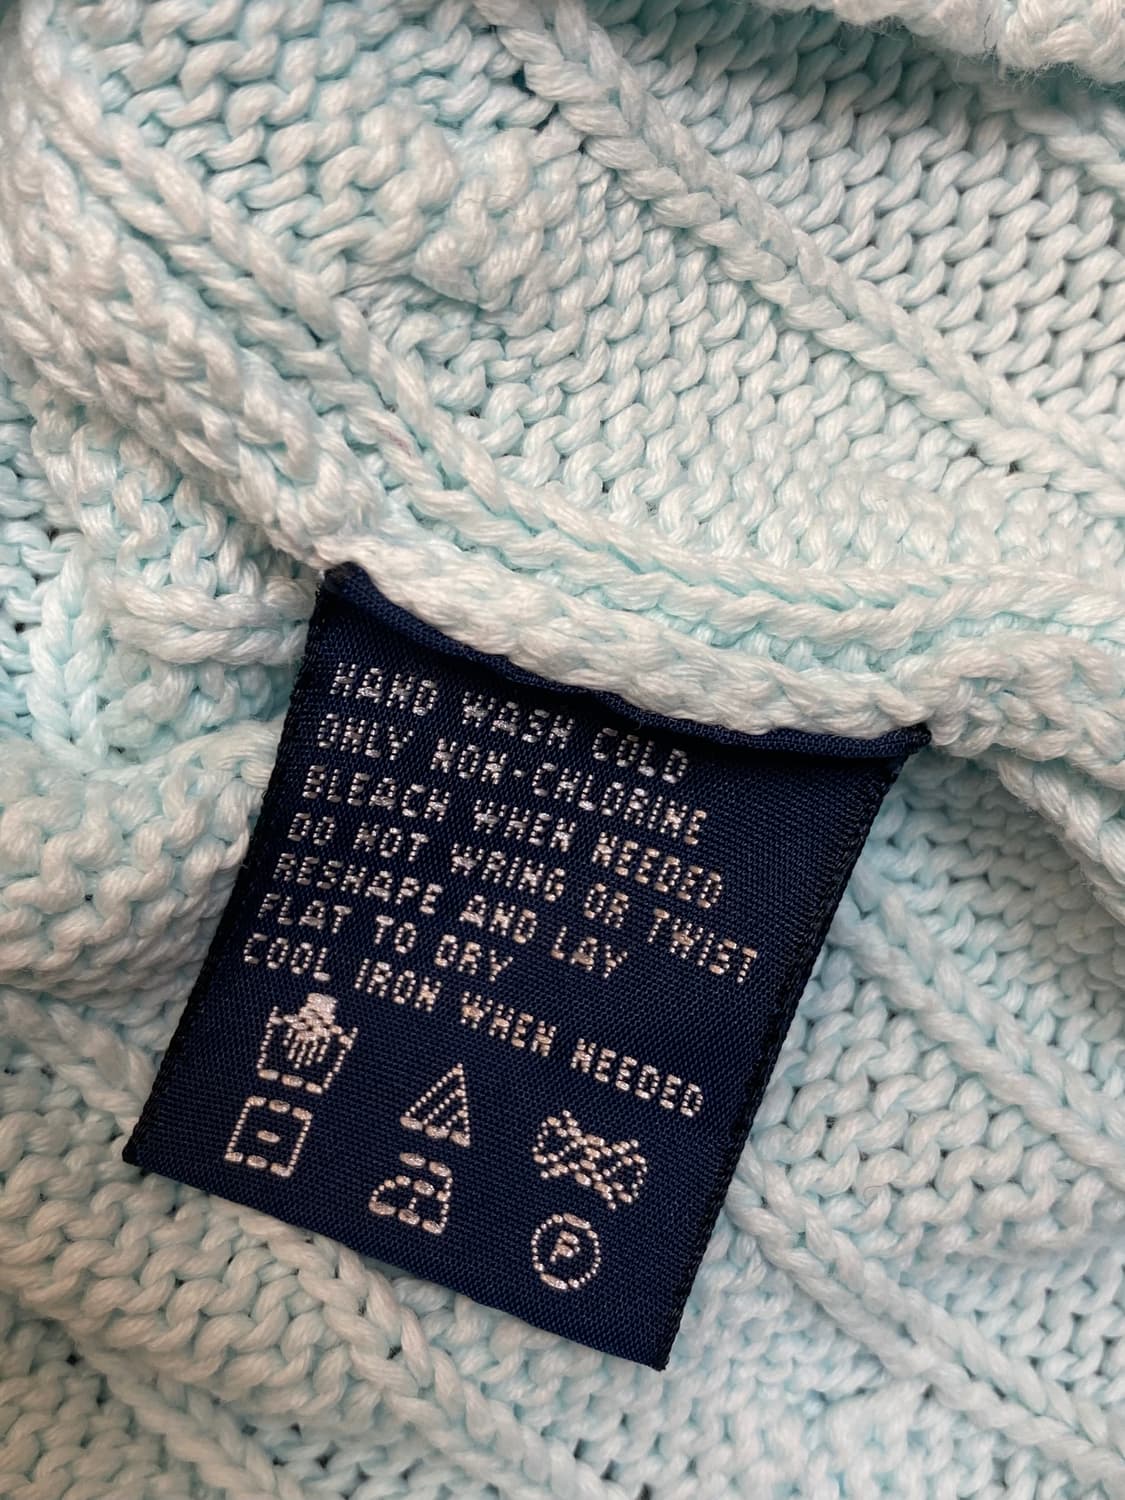 HAND WASH COLD
ONLY NON-CHLORINE
BLEACH WHEN NEEDED
DO NOT WRING OR TWIST
RESHAPE AND LAY
FLAT TO DRY
COOL IRON WHEN NEEDED
P